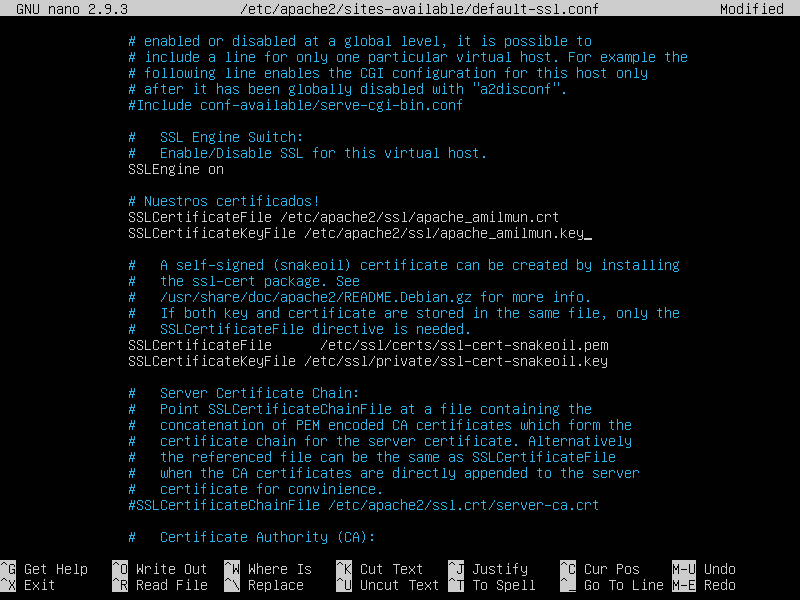 GNU nano 2.9.3 /etc/apache2/sites-available/default-ssl.conf Modified
# enabled or disabled at a global level, it is possible to
# include a line for only one particular virtual host. For example the
# following line enables the CGI configuration for this host only
# after it has been globally disabled with "a2disconf".
#Include conf-available/serve-cgi-bin.conf
#   SSL Engine Switch:
#   Enable/Disable SSL for this virtual host.
SSLEngine on
# Nuestros certificados!
SSLCertificateFile /etc/apache2/ssl/apache_amilmun.crt
SSLCertificateKeyFile /etc/apache2/ssl/apache_amilmun.key_
#   A self-signed (snakeoil) certificate can be created by installing
#   the ssl-cert package. See
#   /usr/share/doc/apache2/README.Debian.gz for more info.
#   If both key and certificate are stored in the same file, only the
#   SSLCertificateFile directive is needed.
SSLCertificateFile      /etc/ssl/certs/ssl-cert-snakeoil.pem
SSLCertificateKeyFile /etc/ssl/private/ssl-cert-snakeoil.key
#   Server Certificate Chain:
#   Point SSLCertificateChainFile at a file containing the
#   concatenation of PEM encoded CA certificates which form the
#   certificate chain for the server certificate. Alternatively
#   the referenced file can be the same as SSLCertificateFile
#   when the CA certificates are directly appended to the server
#   certificate for convinience.
#SSLCertificateChainFile /etc/apache2/ssl.crt/server-ca.crt
#   Certificate Authority (CA):
^G Get Help ^O Write Out ^W Where Is ^K Cut Text ^J Justify ^C Cur Pos M-U Undo
^X Exit ^R Read File ^\ Replace ^U Uncut Text ^T To Spell ^_ Go To Line M-E Redo